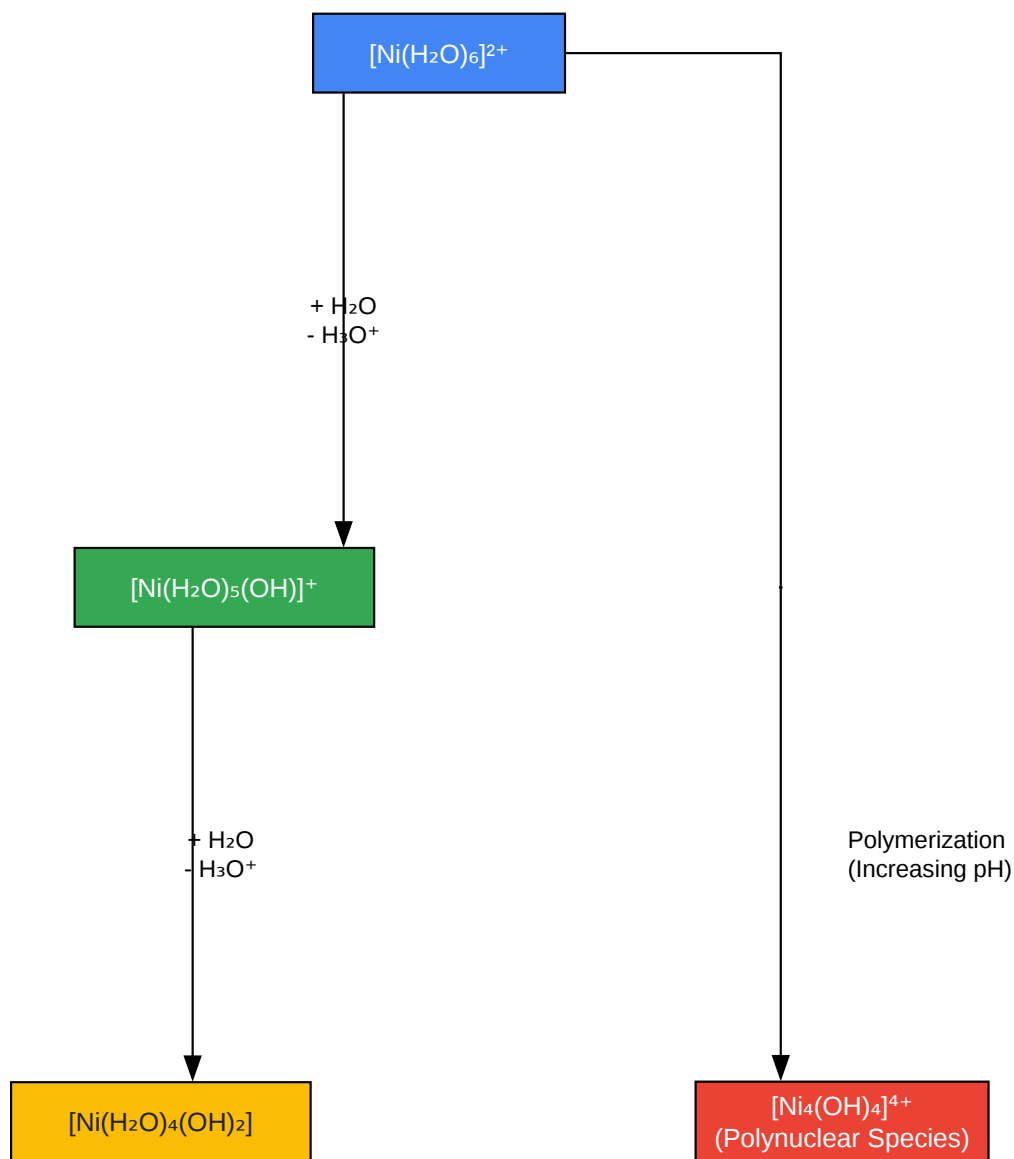 [Ni(H₂O)₆]²⁺
+ H₂O
- H₃O⁺
[Ni(H₂O)₅(OH)]⁺
+ H₂O
- H₃O⁺
Polymerization
(Increasing pH)
[Ni(H₂O)₄(OH)₂]
[Ni₄(OH)₄]⁴⁺
(Polynuclear Species)